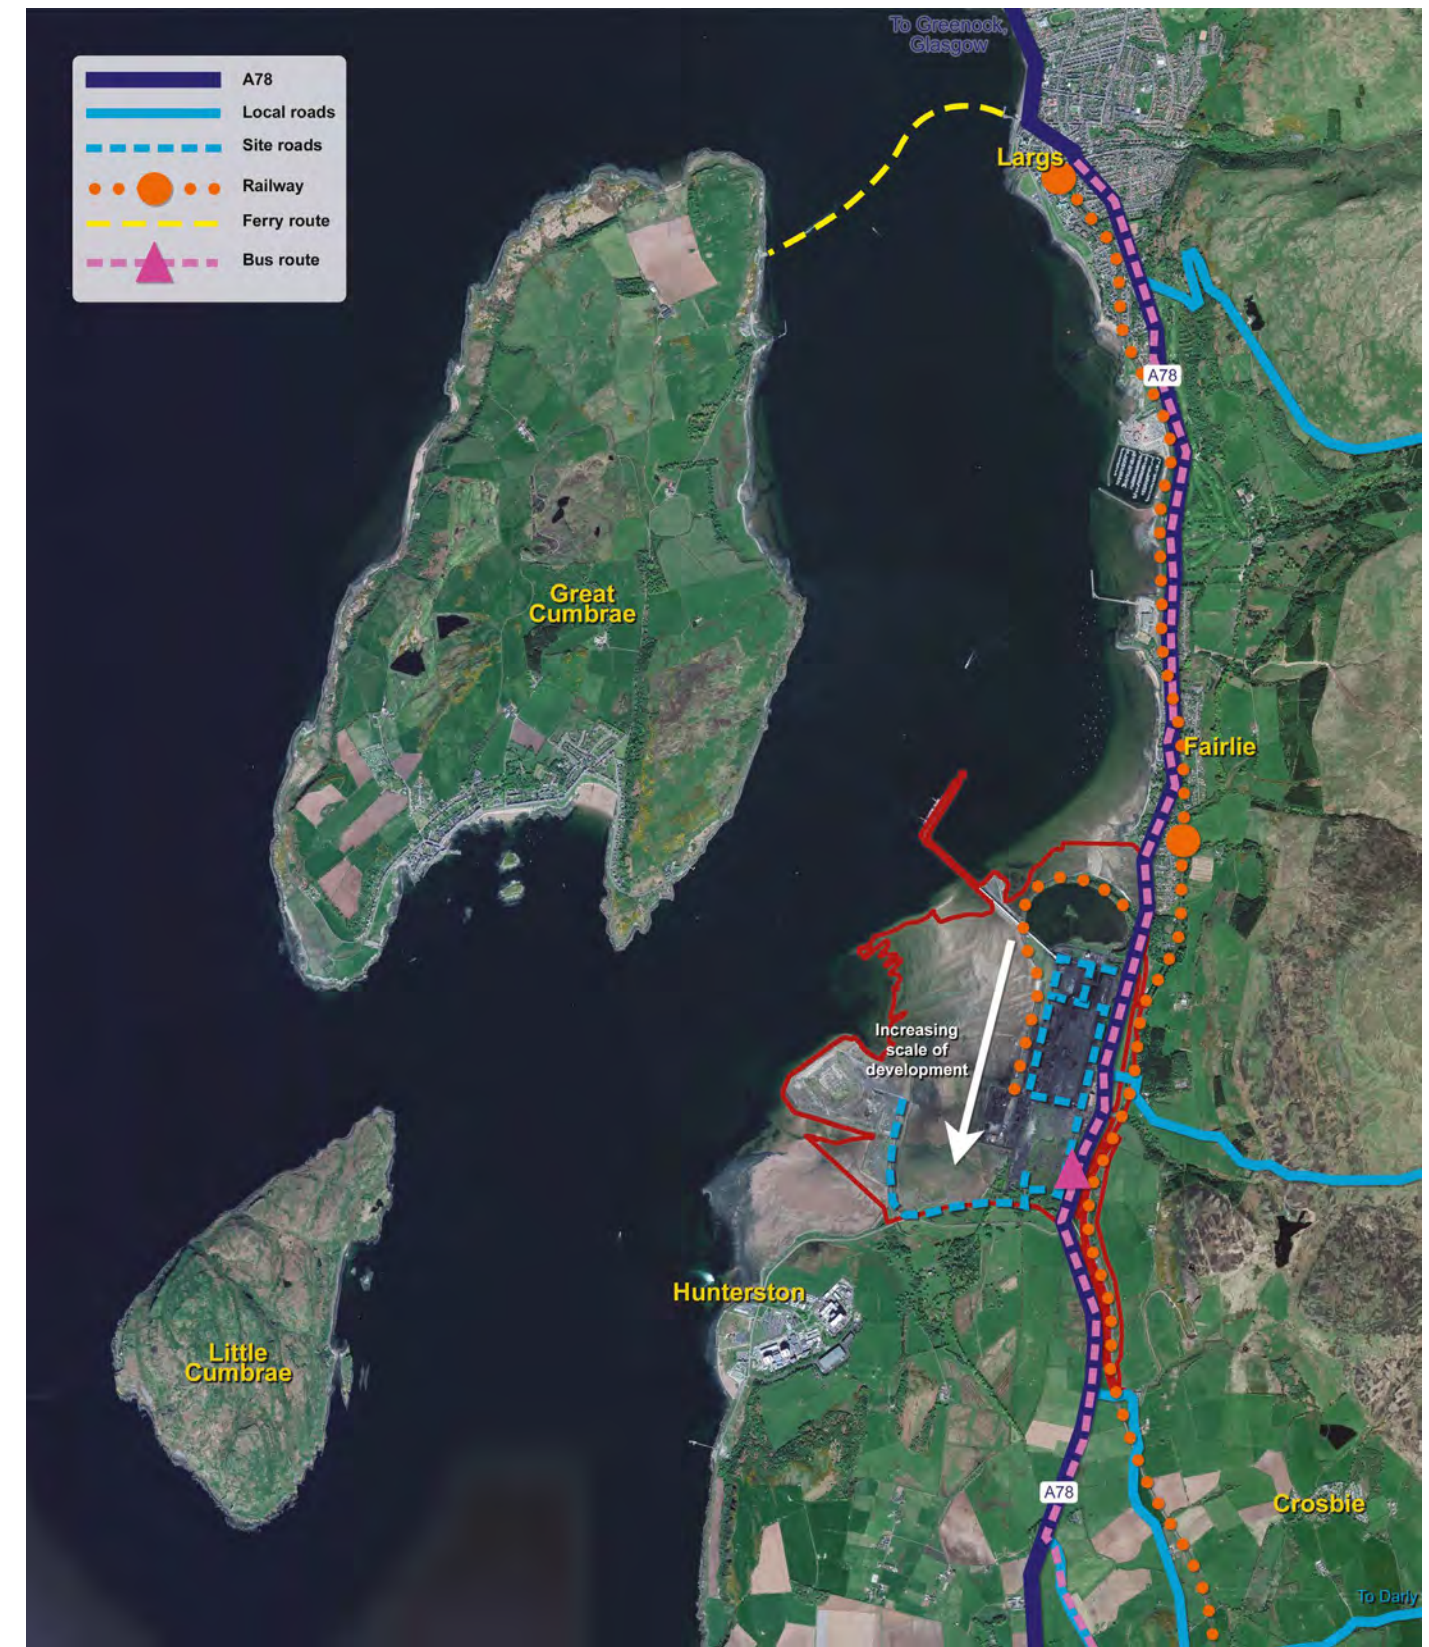 To Greenock,
Glasgow
A78
Local roads
Site roads
Railway
Ferry route
Bus route
Largs
A78
Great
Cumbrae
Fairlie
Increasing
scale of
development
Hunterston
Little
Cumbrae
A78
Crosbie
To Darly